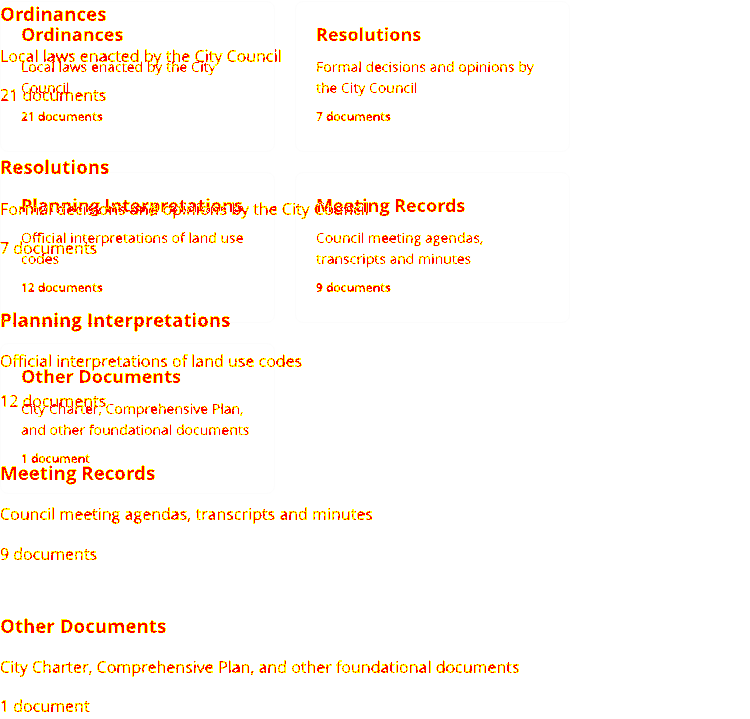 Ordinances
Ordinances
Resolutions
Local laws enacted by the City Council
Local laws enacted by the City
Council
Formal decisions and opinions by
the City Council
21 documents
21 documents
7 documents
Resolutions
Planning Interpretations
Meeting Records
Formal decisions and opinions by the City Council
Official interpretations of land use
codes
Council meeting agendas,
transcripts and minutes
7 documents
12 documents
9 documents
Planning Interpretations
Official interpretations of land use codes
Other Documents
12 documents
City Charter, Comprehensive Plan,
and other foundational documents
1 document
Meeting Records
Council meeting agendas, transcripts and minutes
9 documents
Other Documents
City Charter, Comprehensive Plan, and other foundational documents
1 document